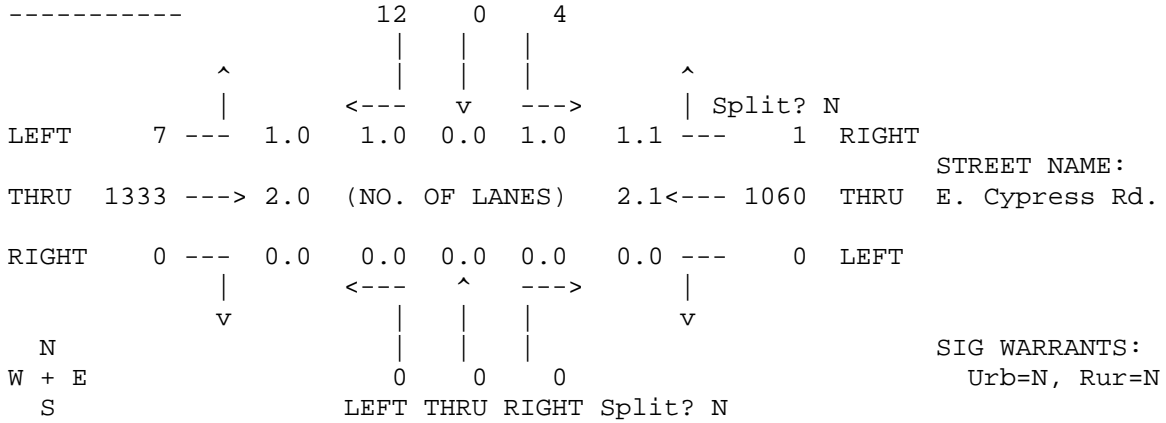 -----------              12    0    4
                         |    |    |
              ^          |    |    |          ^
              |      <---   v   --->      | Split? N
LEFT     7 ---  1.0   1.0  0.0  1.0   1.1 ---     1  RIGHT
                                                           STREET NAME:
THRU  1333 ---> 2.0  (NO. OF LANES)   2.1<--- 1060  THRU  E. Cypress Rd.
RIGHT    0 ---  0.0   0.0  0.0  0.0   0.0 ---     0  LEFT
              |      <---   ^   --->      |
              v          |    |    |          v
  N                      |    |    |                       SIG WARRANTS:
W + E                    0    0    0                         Urb=N, Rur=N
  S                  LEFT THRU RIGHT Split? N